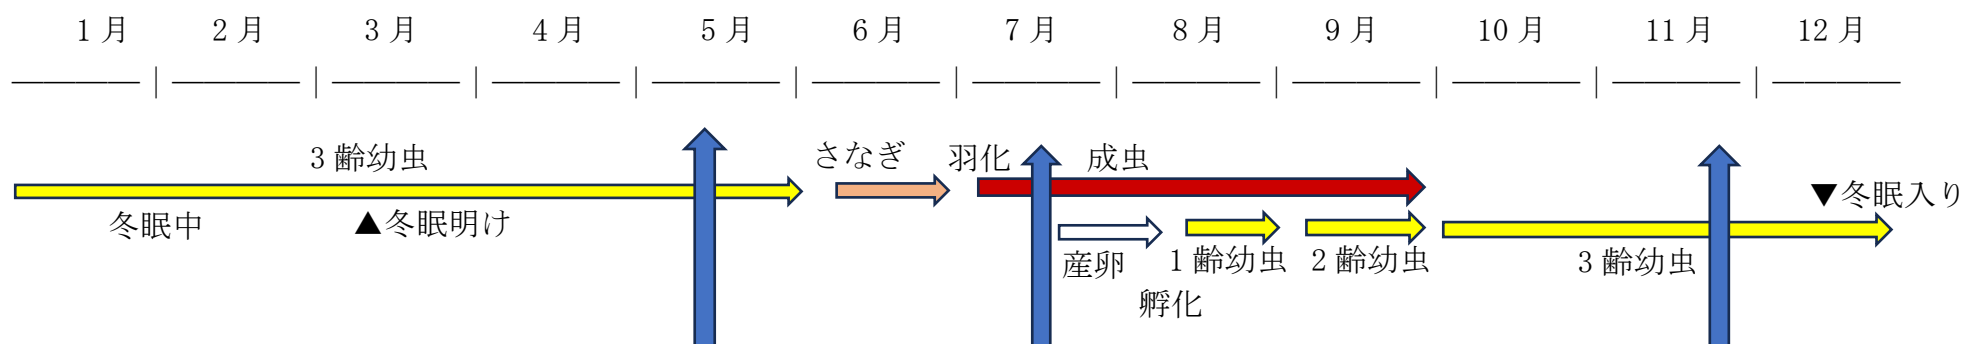 1月 2月 3月 4月 5月 6月 7月 8月 9月 10月 11月 12月
3齢幼虫 さなぎ 羽化 成虫
冬眠中 ▲冬眠明け ▼冬眠入り
産卵 1齢幼虫 2齢幼虫 3齢幼虫
孵化